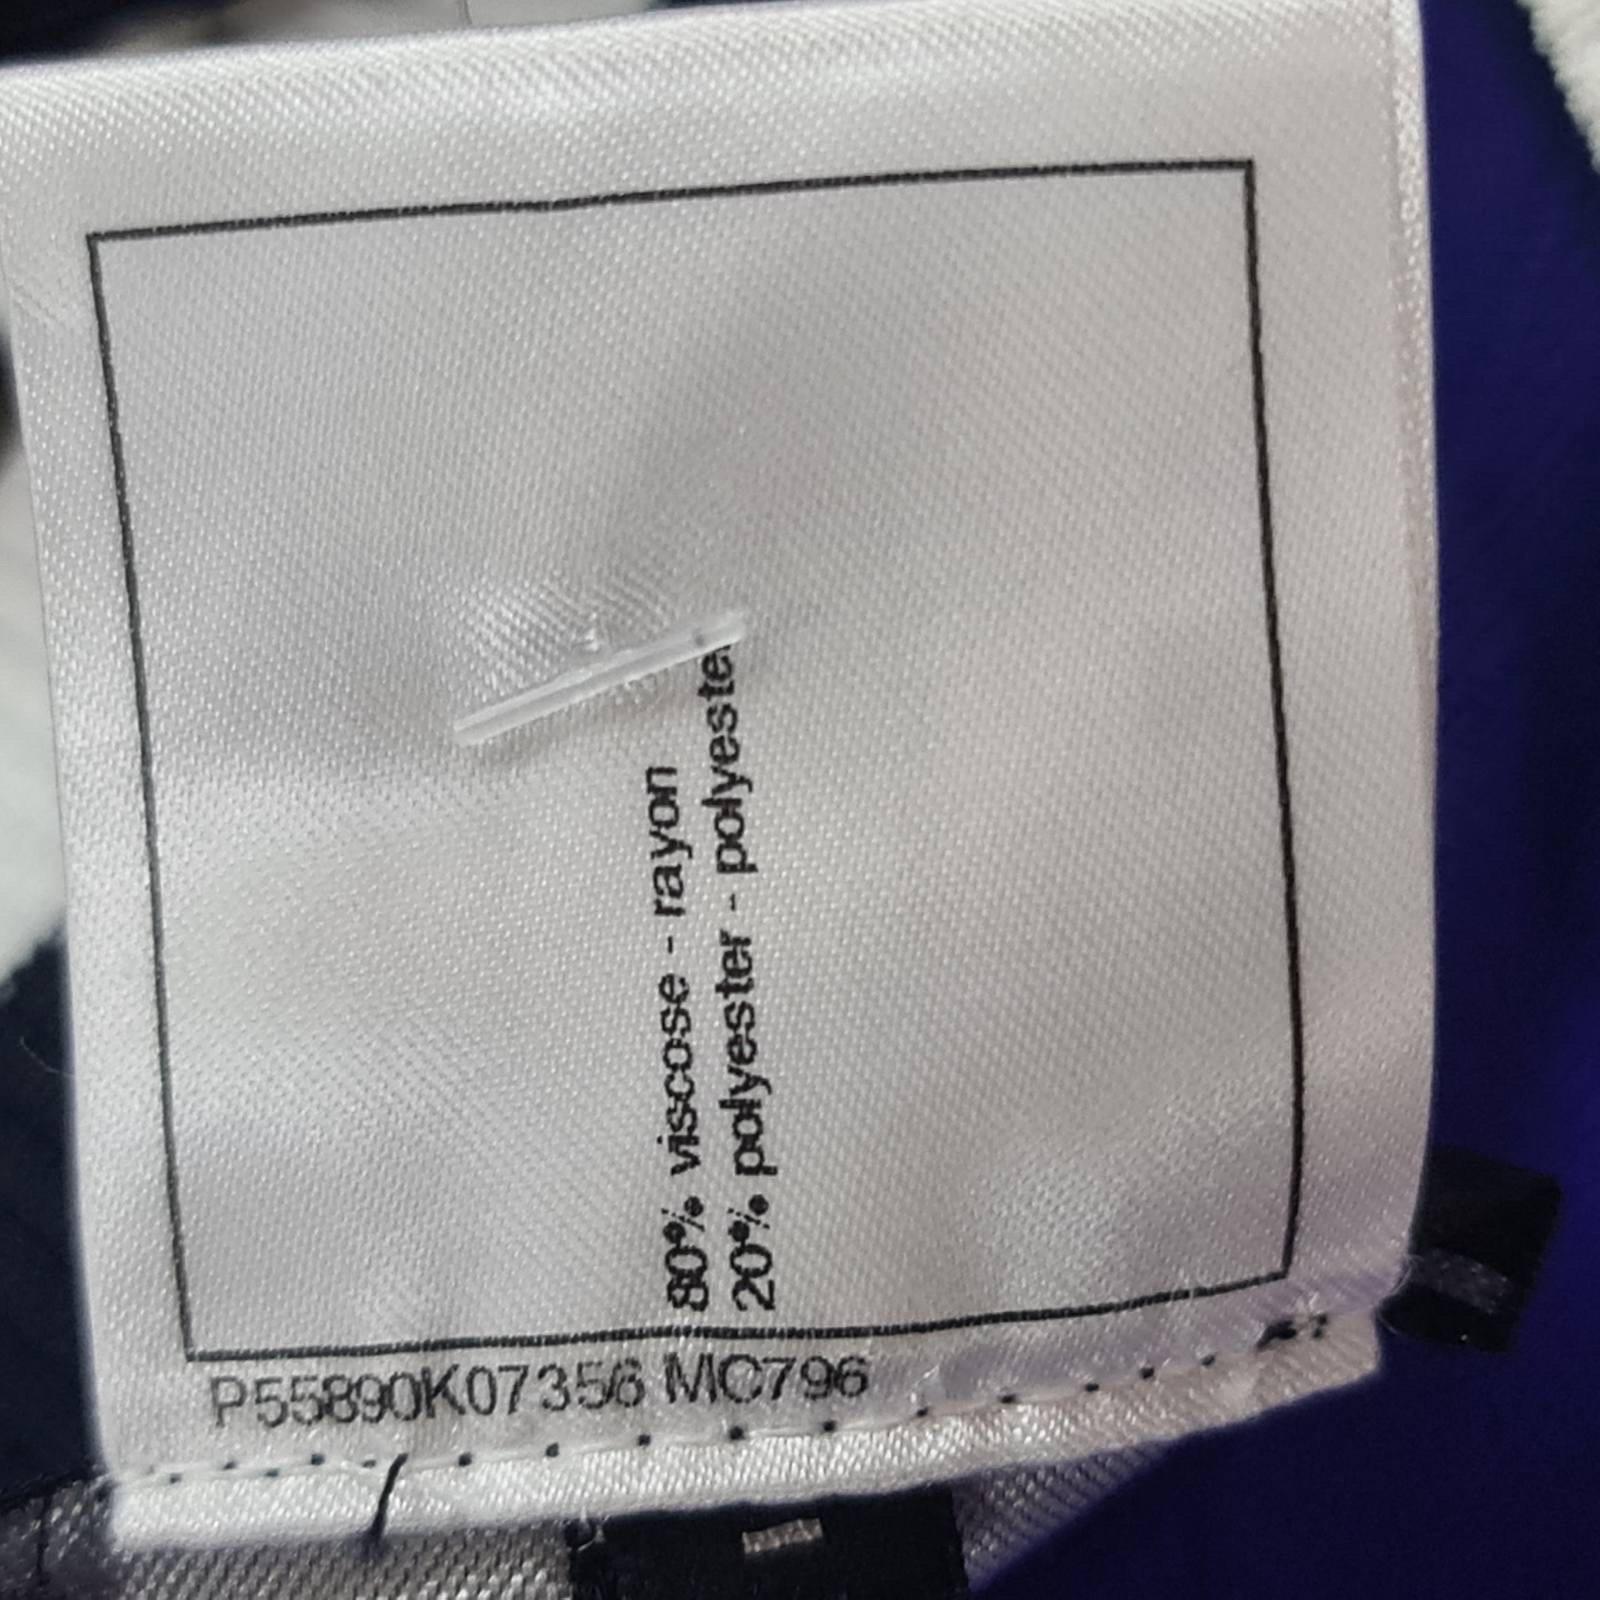 80% viscose - rayon
20% polyester - polyester
P55890K07356 MC796